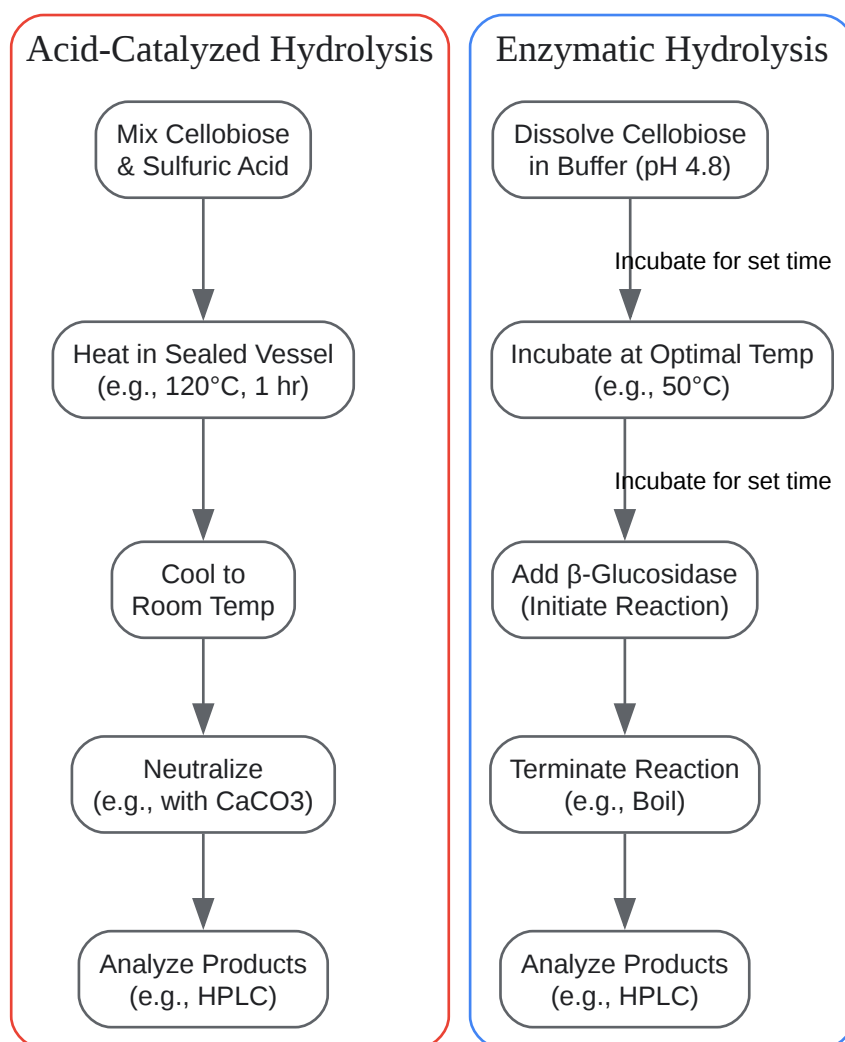 Acid-Catalyzed Hydrolysis
Mix Cellobiose
& Sulfuric Acid
Heat in Sealed Vessel
(e.g., 120°C, 1 hr)
Cool to
Room Temp
Neutralize
(e.g., with CaCO3)
Analyze Products
(e.g., HPLC)
Enzymatic Hydrolysis
Dissolve Cellobiose
in Buffer (pH 4.8)
Incubate for set time
Incubate at Optimal Temp
(e.g., 50°C)
Incubate for set time
Add β-Glucosidase
(Initiate Reaction)
Terminate Reaction
(e.g., Boil)
Analyze Products
(e.g., HPLC)